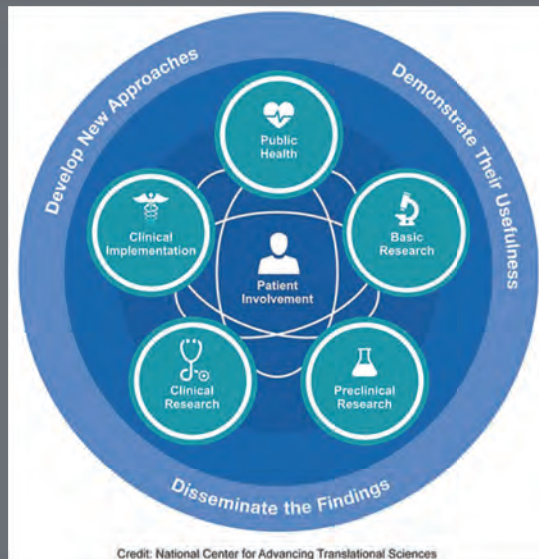 Develop New Approaches
Demonstrate Their Usefulness
Public
Health
Clinical
Implementation
Basic
Research
Patient
Involvement
Clinical
Research
Preclinical
Research
Disseminate the Findings
Credit: National Center for Advancing Translational Sciences